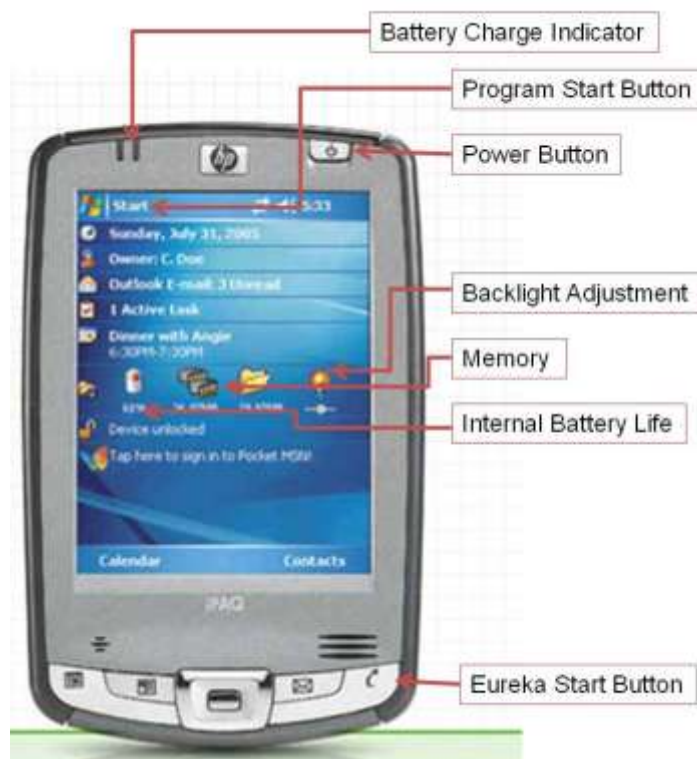 Battery Charge Indicator
Program Start Button
Power Button
hp
Start 5:33
Sunday, July 31, 2005
Owner: C. Doe
Outlook E-mail: 3 Unread
1 Active task
Dinner with Angie
6:30PM-7:30PM
Backlight Adjustment
Memory
Internal Battery Life
Device unlocked
Tap here to sign in to Pocket MSN!
Calendar Contacts
iPAQ
Eureka Start Button